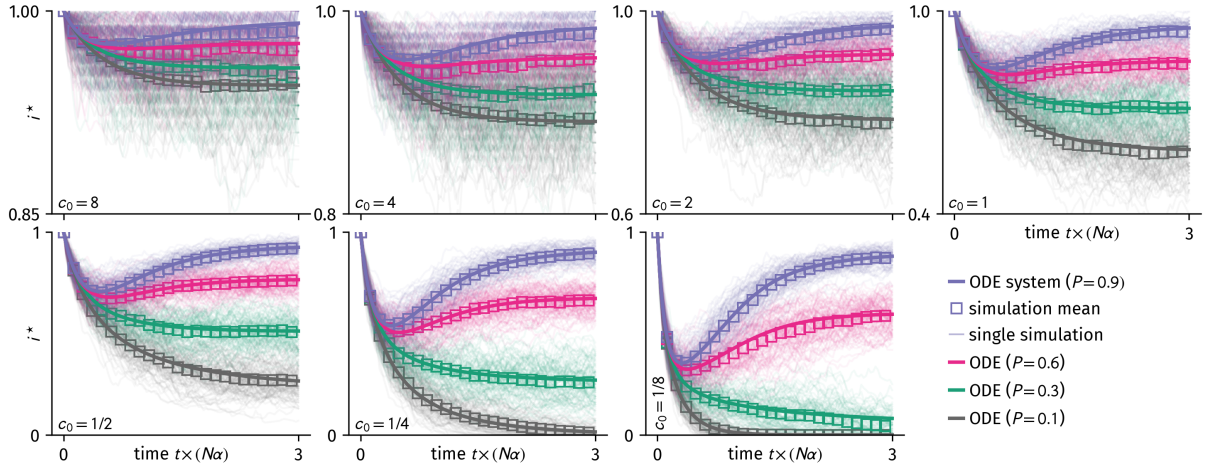 1.00
i*
0.85
c₀ = 8
1.0
0.8
c₀ = 4
1.0
0.6
c₀ = 2
1.0
0.4
c₀ = 1
0
3
time t × (Nα)
1
i*
0
c₀ = 1/2
0
3
time t × (Nα)
1
0
c₀ = 1/4
0
3
time t × (Nα)
1
0
c₀ = 1/8
0
3
time t × (Nα)
ODE system (P = 0.9)
simulation mean
single simulation
ODE (P = 0.6)
ODE (P = 0.3)
ODE (P = 0.1)